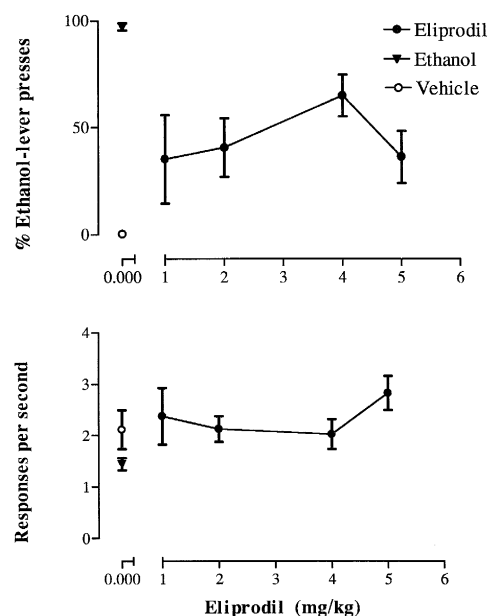 100
50
0
% Ethanol-lever presses
Eliprodil
Ethanol
Vehicle
0.000 1 2 3 4 5 6
4
3
2
1
0
Responses per second
0.000 1 2 3 4 5 6
Eliprodil (mg/kg)